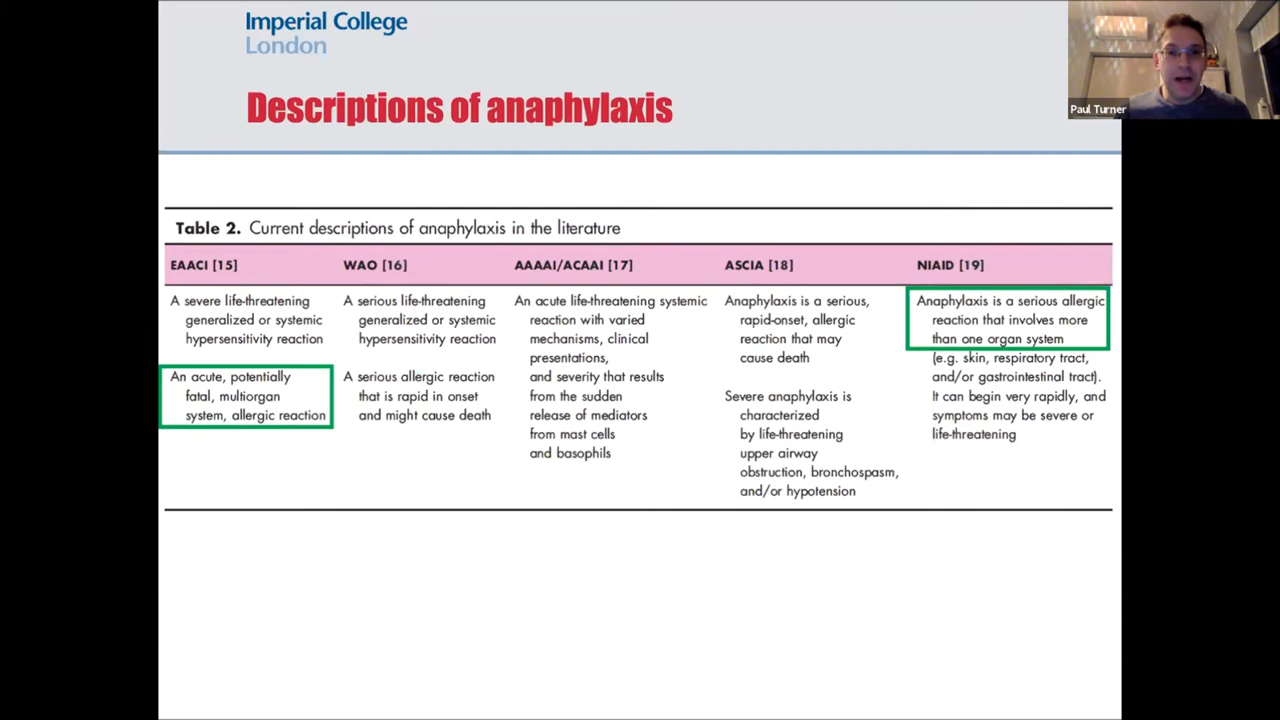 Imperial College
London
Descriptions of anaphylaxis
Paul Turner
Table 2. Current descriptions of anaphylaxis in the literature
EAACI [15]
A severe life-threatening
generalized or systemic
hypersensitivity reaction
An acute, potentially
fatal, multiorgan
system, allergic reaction
WAO [16]
A serious life-threatening
generalized or systemic
hypersensitivity reaction
A serious allergic reaction
that is rapid in onset
and might cause death
AAAAI/ACAAI [17]
An acute life-threatening systemic
reaction with varied
mechanisms, clinical
presentations,
and severity that results
from the sudden
release of mediators
from mast cells
and basophils
ASCIA [18]
Anaphylaxis is a serious,
rapid-onset, allergic
reaction that may
cause death
Severe anaphylaxis is
characterized
by life-threatening
upper airway
obstruction, bronchospasm,
and/or hypotension
NIAID [19]
Anaphylaxis is a serious allergic
reaction that involves more
than one organ system
(e.g. skin, respiratory tract,
and/or gastrointestinal tract).
It can begin very rapidly, and
symptoms may be severe or
life-threatening